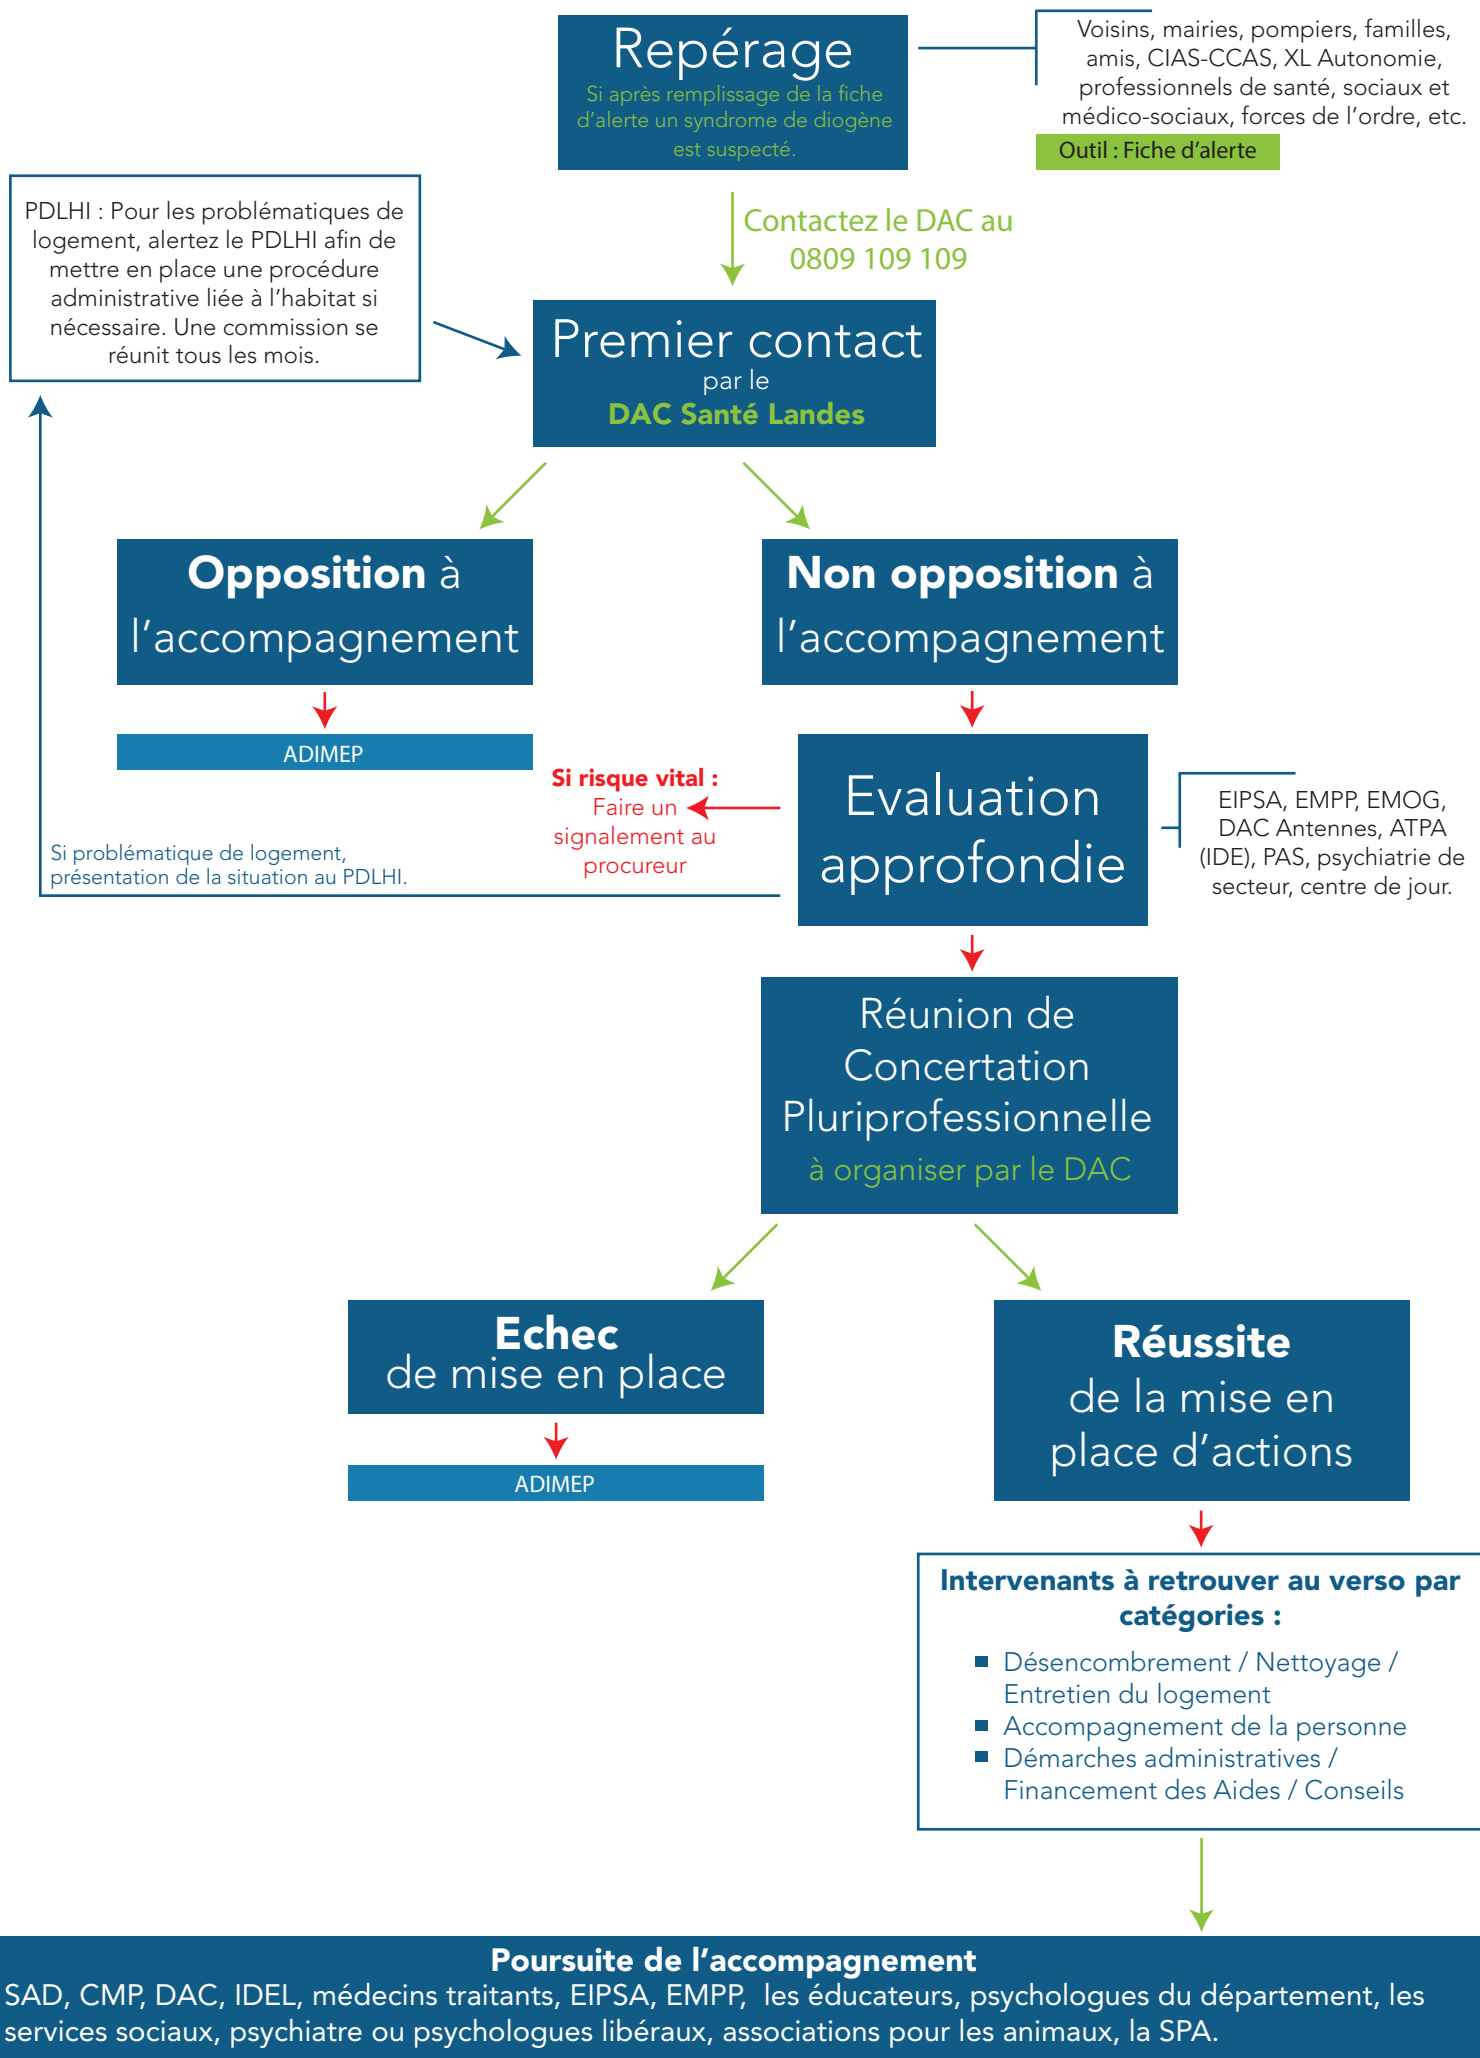 Repérage
Si après remplissage de la fiche
d'alerte un syndrome de diogène
est suspecté.
Voisins, mairies, pompiers, familles,
amis, CIAS-CCAS, XL Autonomie,
professionnels de santé, sociaux et
médico-sociaux, forces de l'ordre, etc.
Outil : Fiche d'alerte
Contactez le DAC au
0809 109 109
PDLHI : Pour les problématiques de
logement, alertez le PDLHI afin de
mettre en place une procédure
administrative liée à l'habitat si
nécessaire. Une commission se
réunit tous les mois.
Premier contact
par le
DAC Santé Landes
Opposition à
l'accompagnement
ADIMEP
Non opposition à
l'accompagnement
Si risque vital :
Faire un
signalement au
procureur
Evaluation
approfondie
EIPSA, EMPP, EMOG,
DAC Antennes, ATPA
(IDE), PAS, psychiatrie de
secteur, centre de jour.
Si problématique de logement,
présentation de la situation au PDLHI.
Réunion de
Concertation
Pluriprofessionnelle
à organiser par le DAC
Echec
de mise en place
ADIMEP
Réussite
de la mise en
place d'actions
Intervenants à retrouver au verso par
catégories :
Désencombrement / Nettoyage /
Entretien du logement
Accompagnement de la personne
Démarches administratives /
Financement des Aides / Conseils
Poursuite de l'accompagnement
SAD, CMP, DAC, IDEL, médecins traitants, EIPSA, EMPP, les éducateurs, psychologues du département, les
services sociaux, psychiatre ou psychologues libéraux, associations pour les animaux, la SPA.